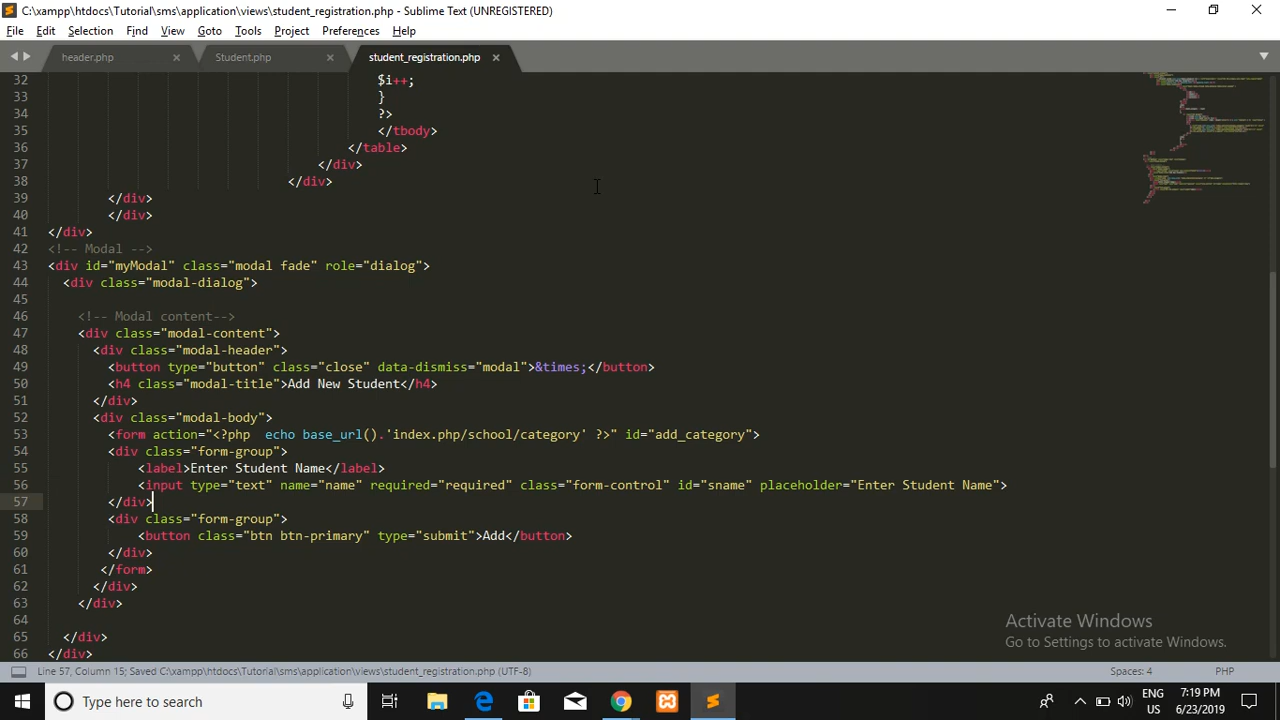 C:\xampp\htdocs\Tutorial\sms\application\views\student_registration.php - Sublime Text (UNREGISTERED)
File Edit Selection Find View Goto Tools Project Preferences Help
header.php × Student.php × student_registration.php ×
32 $i++;
33 }
34 ?>
35 </tbody>
36 </table>
37 </div>
38 </div>
39 </div>
40 </div>
41 </div>
42 <!-- Modal -->
43 <div id="myModal" class="modal fade" role="dialog">
44 <div class="modal-dialog">
45
46 <!-- Modal content-->
47 <div class="modal-content">
48 <div class="modal-header">
49 <button type="button" class="close" data-dismiss="modal">&times;</button>
50 <h4 class="modal-title">Add New Student</h4>
51 </div>
52 <div class="modal-body">
53 <form action="<?php  echo base_url().'index.php/school/category' ?>" id="add_category">
54 <div class="form-group">
55 <label>Enter Student Name</label>
56 <input type="text" name="name" required="required" class="form-control" id="sname" placeholder="Enter Student Name">
57 </div>
58 <div class="form-group">
59 <button class="btn btn-primary" type="submit">Add</button>
60 </div>
61 </form>
62 </div>
63 </div>
64
65 </div>
66 </div>
Activate Windows
Go to Settings to activate Windows.
Line 57, Column 15; Saved C:\xampp\htdocs\Tutorial\sms\application\views\student_registration.php (UTF-8) Spaces: 4 PHP
Type here to search
ENG
US
7:19 PM
6/23/2019